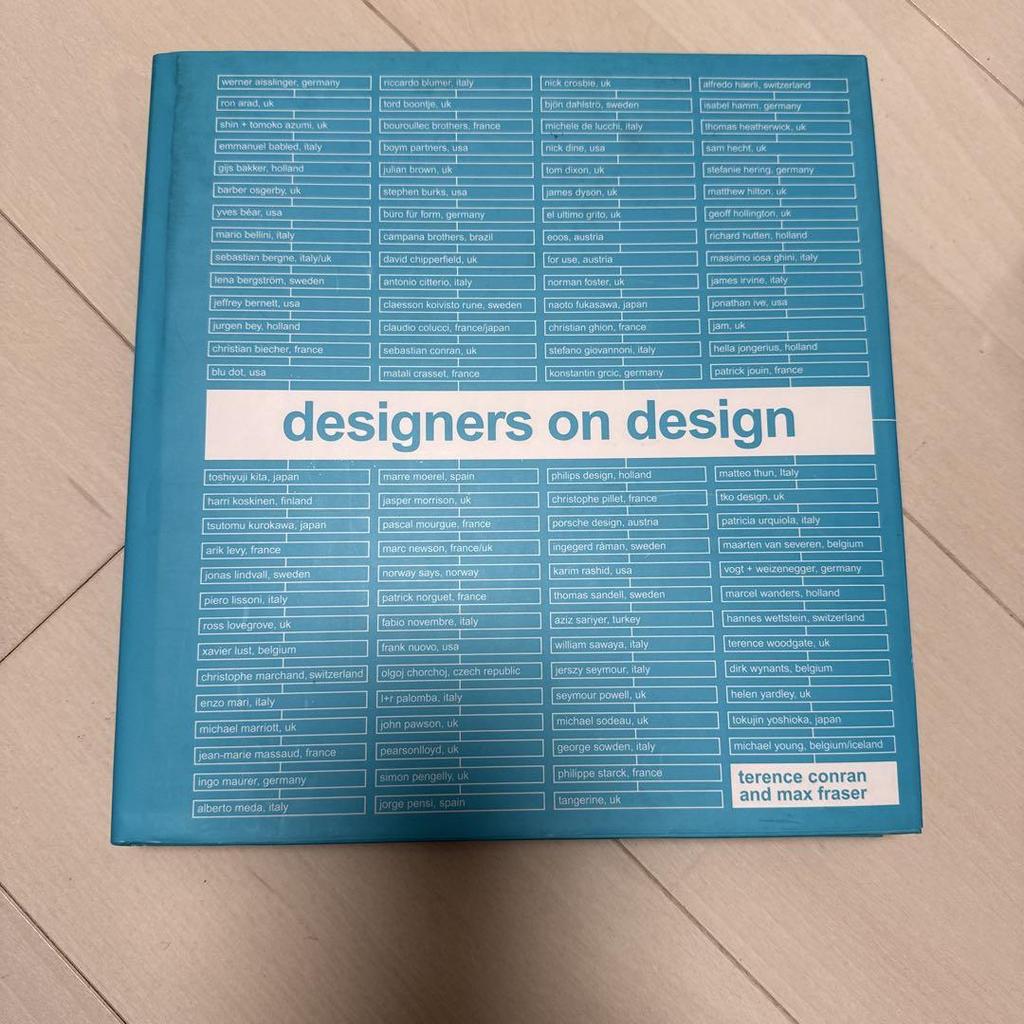 werner aisslinger, germany
ron arad, uk
shin + tomoko azumi, uk
emmanuel babled, italy
gijs bakker, holland
barber osgerby, uk
yves béar, usa
mario bellini, italy
sebastian bergne, italy/uk
lena bergström, sweden
jeffrey bernett, usa
jurgen bey, holland
christian biecher, france
blu dot, usa
riccardo blumer, italy
tord boontje, uk
bouroullec brothers, france
boym partners, usa
julian brown, uk
stephen burks, usa
büro für form, germany
campana brothers, brazil
david chipperfield, uk
antonio citterio, italy
claesson koivisto rune, sweden
claudio colucci, france/japan
sebastian conran, uk
matali crasset, france
nick crosbie, uk
bjön dahlströ, sweden
michele de lucchi, italy
nick dine, usa
tom dixon, uk
james dyson, uk
el ultimo grito, uk
eoos, austria
for use, austria
norman foster, uk
naoto fukasawa, japan
christian ghion, france
stefano giovannoni, italy
konstantin grcic, germany
alfredo häerli, switzerland
isabel hamm, germany
thomas heatherwick, uk
sam hecht, uk
stefanie hering, germany
matthew hilton, uk
geoff hollington, uk
richard hutten, holland
massimo iosa ghini, italy
james irvine, italy
jonathan ive, usa
jam, uk
hella jongerius, holland
patrick jouin, france
designers on design
toshiyuji kita, japan
harri koskinen, finland
tsutomu kurokawa, japan
arik levy, france
jonas lindvall, sweden
piero lissoni, italy
ross lovegrove, uk
xavier lust, belgium
christophe marchand, switzerland
enzo mari, italy
michael marriott, uk
jean-marie massaud, france
ingo maurer, germany
alberto meda, italy
marre moerel, spain
jasper morrison, uk
pascal mourgue, france
marc newson, france/uk
norway says, norway
patrick norguet, france
fabio novembre, italy
frank nuovo, usa
olgoj chorchoj, czech republic
l+r palomba, italy
john pawson, uk
pearsonlloyd, uk
simon pengelly, uk
jorge pensi, spain
philips design, holland
christophe pillet, france
porsche design, austria
ingegerd råman, sweden
karim rashid, usa
thomas sandell, sweden
aziz sariyer, turkey
william sawaya, italy
jerszy seymour, italy
seymour powell, uk
michael sodeau, uk
george sowden, italy
philippe starck, france
tangerine, uk
matteo thun, Italy
tko design, uk
patricia urquiola, italy
maarten van severen, belgium
vogt + weizenegger, germany
marcel wanders, holland
hannes wettstein, switzerland
terence woodgate, uk
dirk wynants, belgium
helen yardley, uk
tokujin yoshioka, japan
michael young, belgium/iceland
terence conran
and max fraser